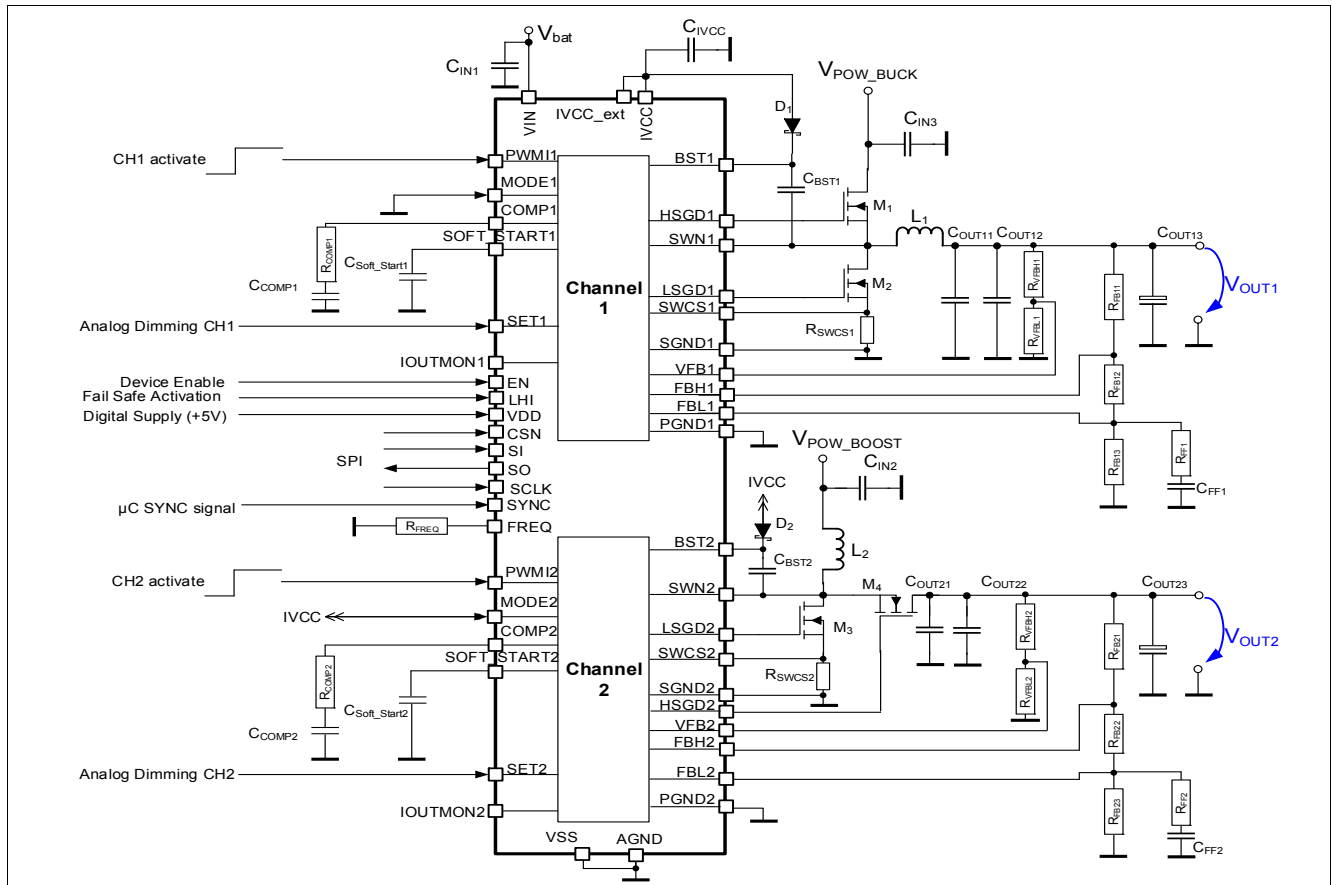 Vbat
CIVCC
CIN1
VPOW_BUCK
VIN
IVCC_ext
IVCC
D1
CIN3
CH1 activate
PWMI1
BST1
MODE1
CBST1
COMP1
HSGD1
M1
L1
SOFT_START1
SWN1
COUT11
COUT12
COUT13
RCOMP1
CSoft_Start1
CCOMP1
Channel
1
LSGD1
M2
RVFBH1
RFB11
VOUT1
SWCS1
RSWCS1
RVFBL1
Analog Dimming CH1
SET1
SGND1
IOUTMON1
VFB1
Device Enable
EN
FBH1
RFB12
Fail Safe Activation
LHI
FBL1
Digital Supply (+5V)
VDD
PGND1
CSN
VPOW_BOOST
RFB13
RFF1
SI
SPI
SO
CIN2
CFF1
SCLK
IVCC
µC SYNC signal
SYNC
D2
RFREQ
FREQ
BST2
L2
CBST2
CH2 activate
PWMI2
M4
COUT21
COUT22
COUT23
SWN2
IVCC
MODE2
COMP2
LSGD2
M3
RVFBH2
RFB21
VOUT2
SOFT_START2
SWCS2
RCOMP2
CSoft_Start2
CCOMP2
Channel
2
RSWCS2
RVFBL2
SGND2
HSGD2
VFB2
RFB22
FBH2
Analog Dimming CH2
SET2
FBL2
IOUTMON2
PGND2
RFB23
RFF2
VSS
AGND
CFF2